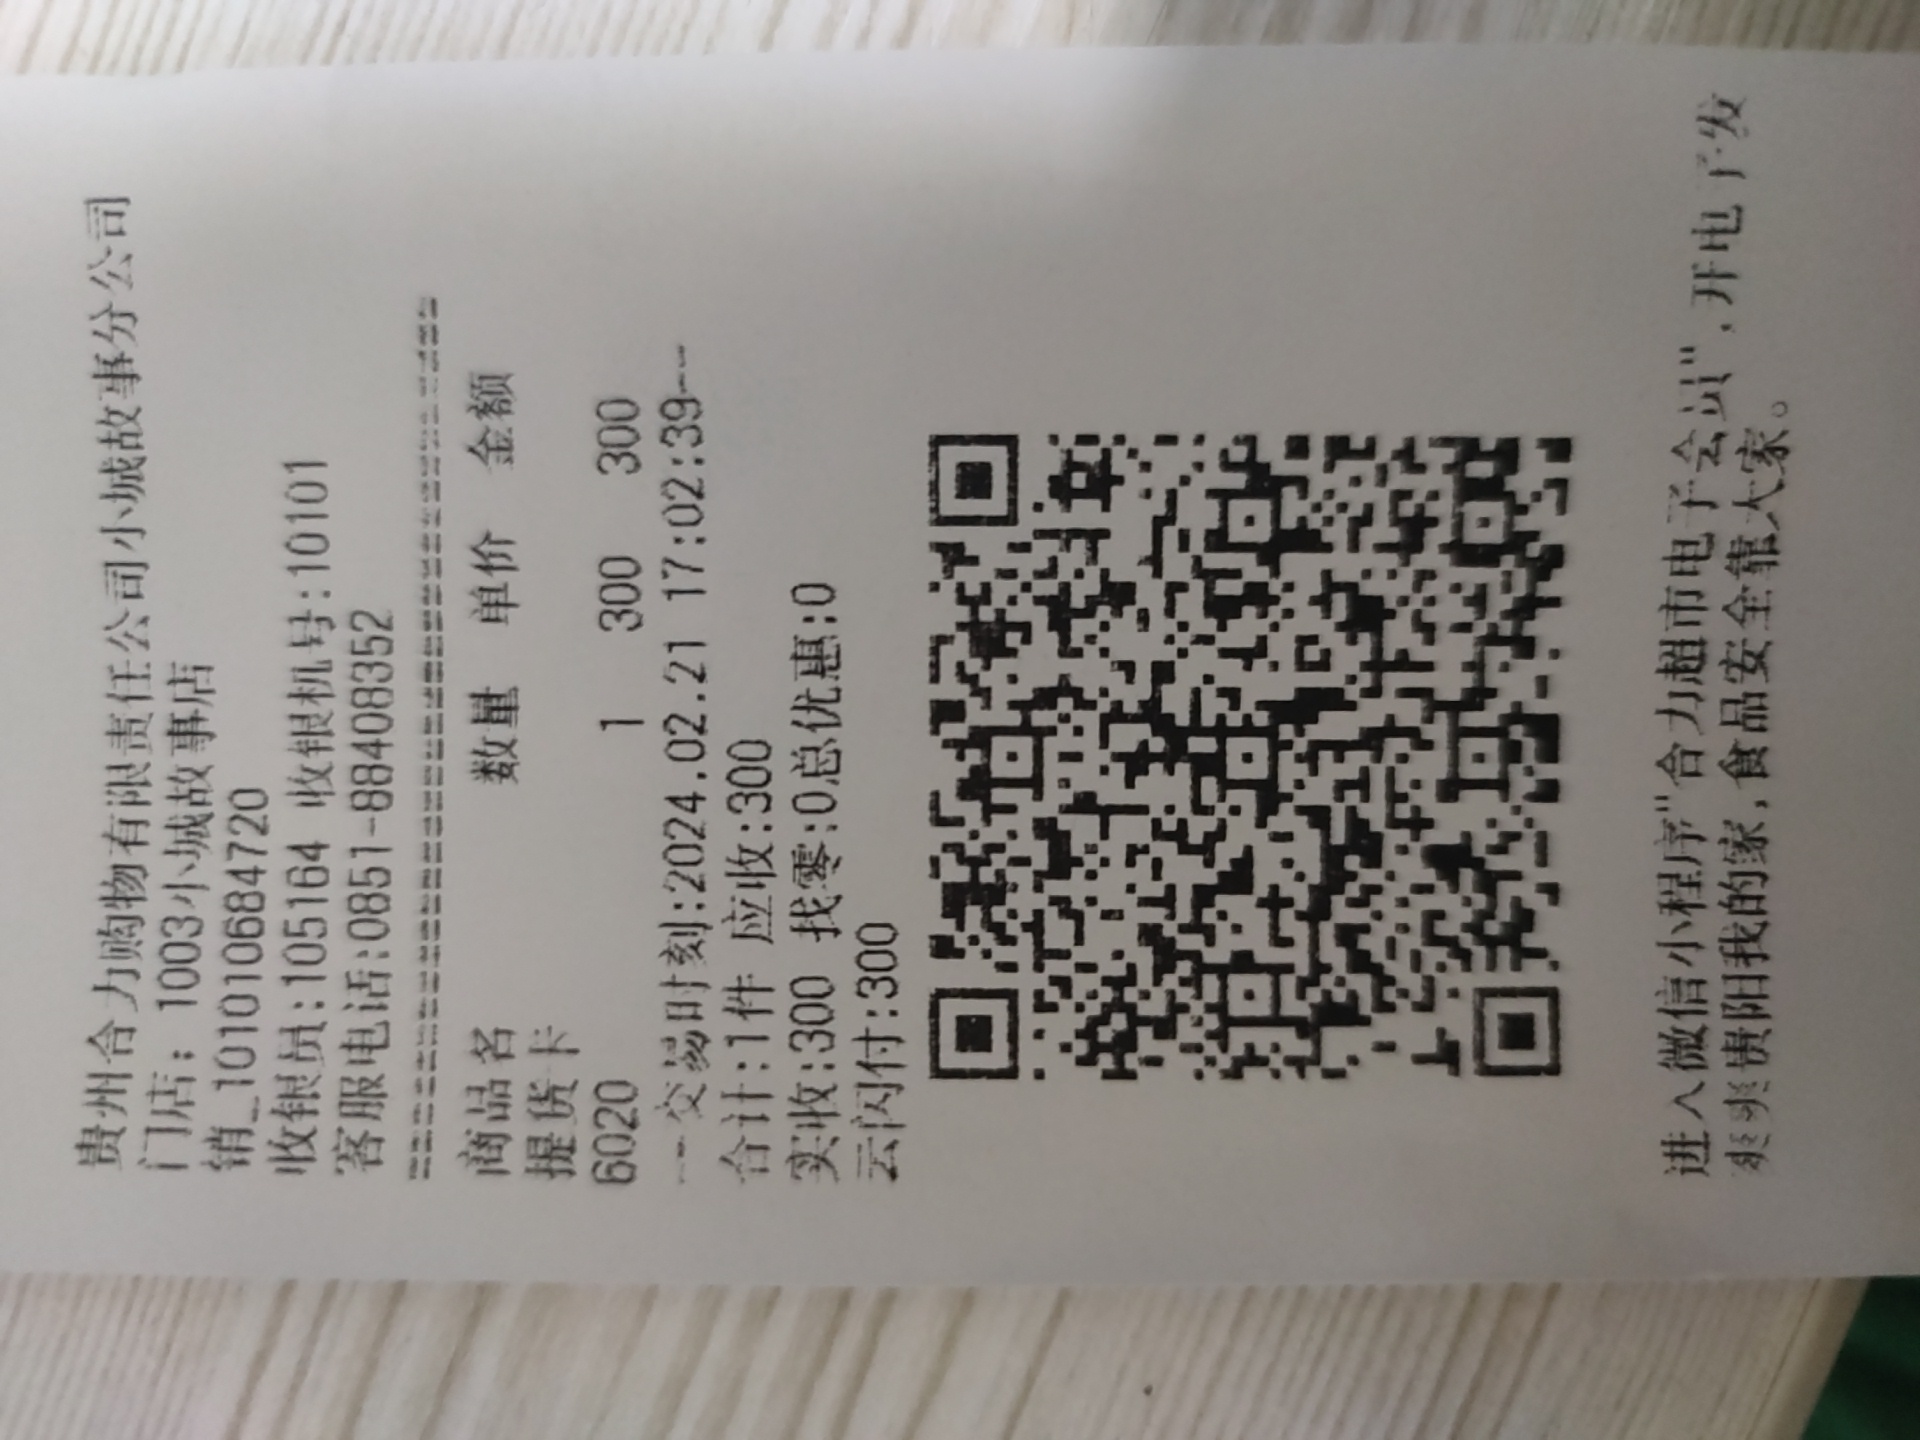 贵州合力购物有限责任公司小城故事分公司
门店: 1003小城故事店
销_101010684720
收银员:105164 收银机号:10101
客服电话:0851-88408352
商品名 数量 单价 金额
提货卡
6020 1 300 300
--交易时刻:2024.02.21 17:02:39--
合计:1件 应收:300
实收:300 找零:0总优惠:0
云闪付:300
进入微信小程序"合力超市电子会员",开电子发
爽爽贵阳我的家,食品安全靠大家。